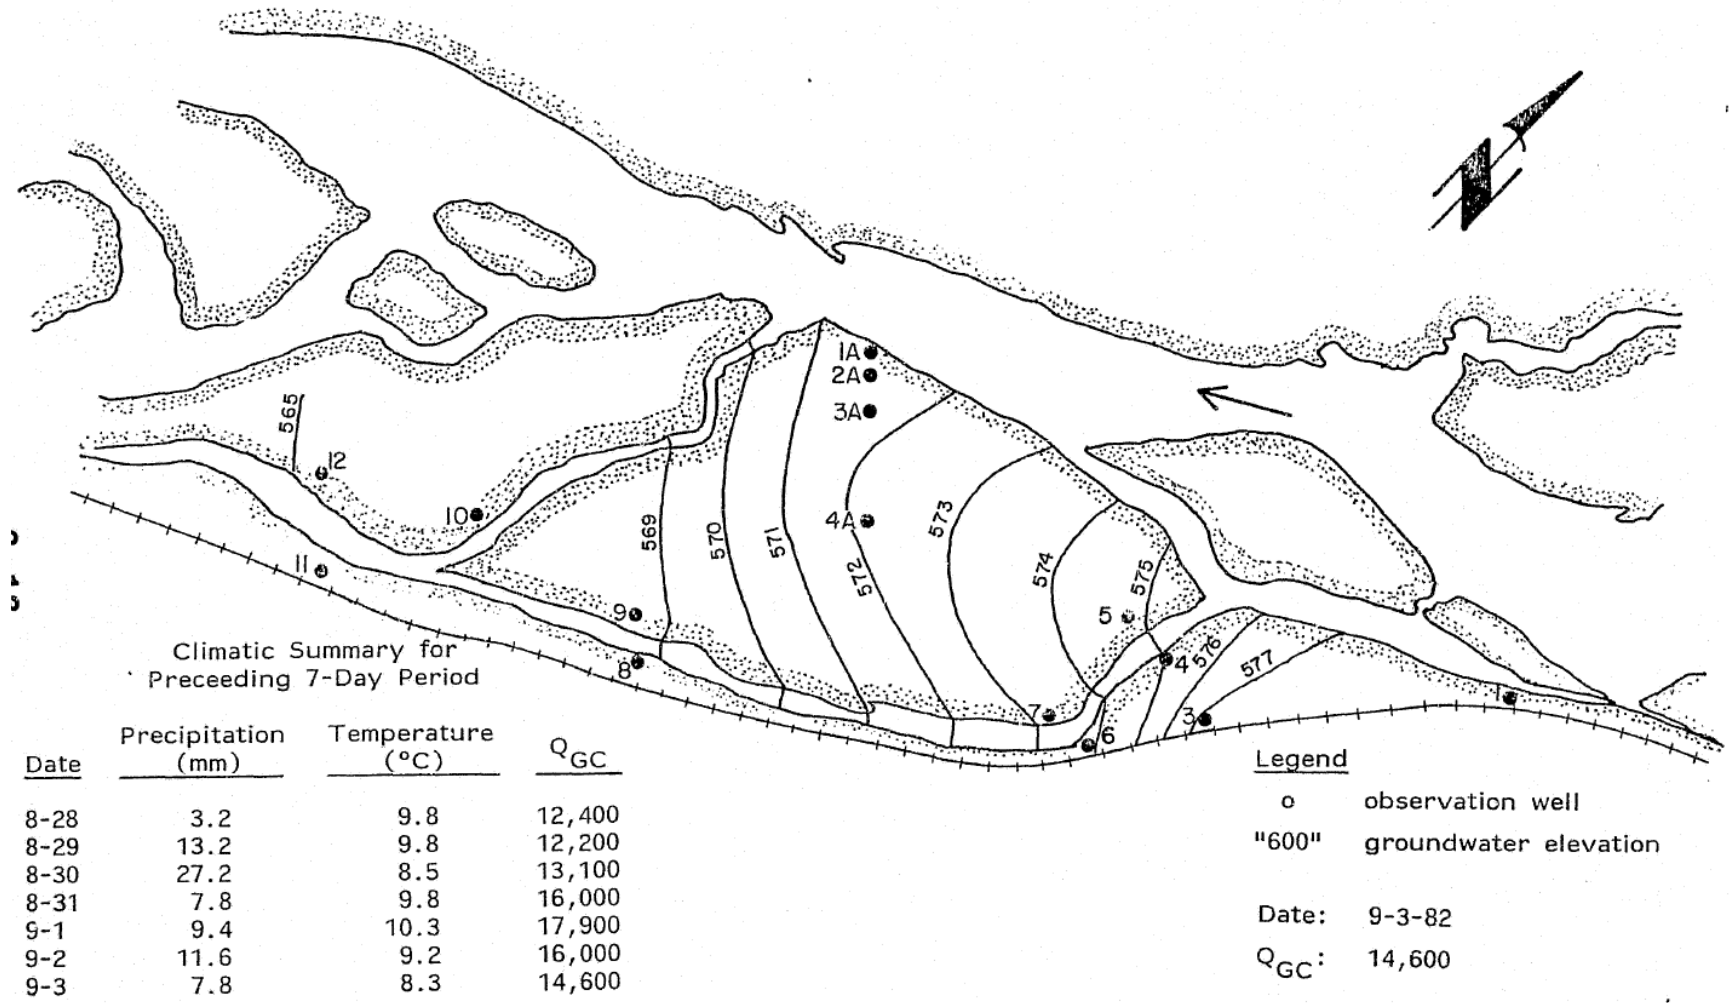 1A
2A
3A
565
12
10
4A
573
569
570
571
572
574
575
11
9
5
8
4
576
577
7
6
3
1
Climatic Summary for
Preceeding 7-Day Period
Date Precipitation (mm) Temperature (°C) QGC
8-28 3.2 9.8 12,400
8-29 13.2 9.8 12,200
8-30 27.2 8.5 13,100
8-31 7.8 9.8 16,000
9-1 9.4 10.3 17,900
9-2 11.6 9.2 16,000
9-3 7.8 8.3 14,600
Legend
o observation well
"600" groundwater elevation
Date: 9-3-82
QGC: 14,600